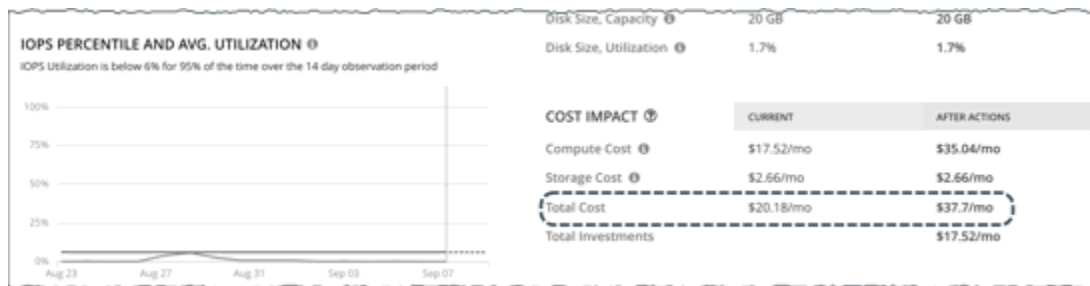 Disk Size, Capacity 20 GB 20 GB
IOPS PERCENTILE AND AVG. UTILIZATION
Disk Size, Utilization 1.7% 1.7%
IOPS Utilization is below 6% for 95% of the time over the 14 day observation period
100%
75%
50%
25%
0%
Aug 23 Aug 27 Aug 31 Sep 03 Sep 07
COST IMPACT CURRENT AFTER ACTIONS
Compute Cost $17.52/mo $35.04/mo
Storage Cost $2.66/mo $2.66/mo
Total Cost $20.18/mo $37.7/mo
Total Investments $17.52/mo